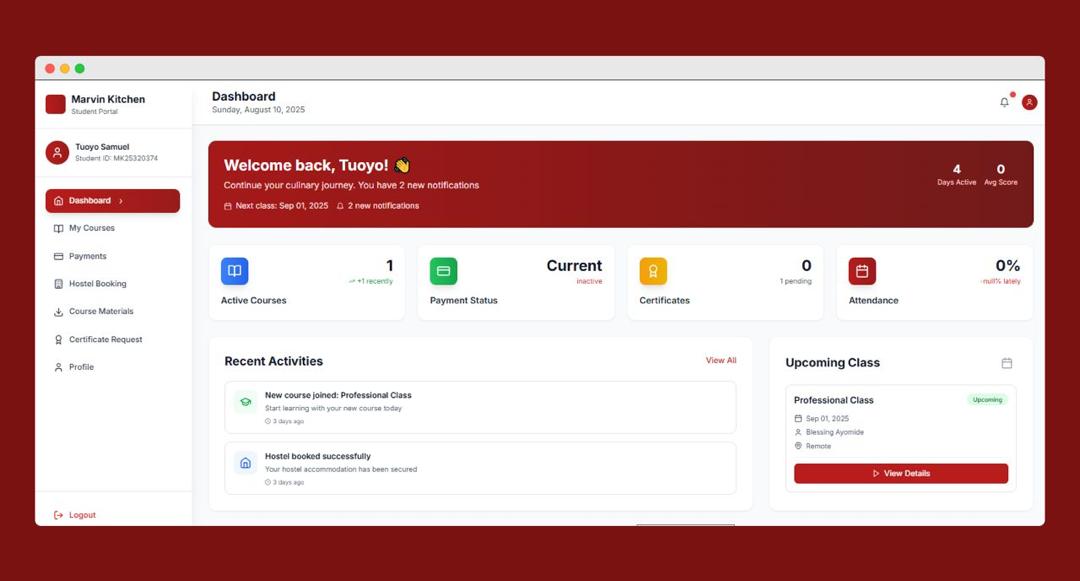 Marvin Kitchen
Student Portal
Tuoyo Samuel
Student ID: MK25320374
Dashboard
My Courses
Payments
Hostel Booking
Course Materials
Certificate Request
Profile
Logout
Dashboard
Sunday, August 10, 2025
Welcome back, Tuoyo! 👋
Continue your culinary journey. You have 2 new notifications
Next class: Sep 01, 2025 2 new notifications
4 0
Days Active Avg Score
1
+1 recently
Active Courses
Current
inactive
Payment Status
0
1 pending
Certificates
0%
null% lately
Attendance
Recent Activities View All
New course joined: Professional Class
Start learning with your new course today
3 days ago
Hostel booked successfully
Your hostel accommodation has been secured
3 days ago
Upcoming Class
Professional Class Upcoming
Sep 01, 2025
Blessing Ayomide
Remote
View Details